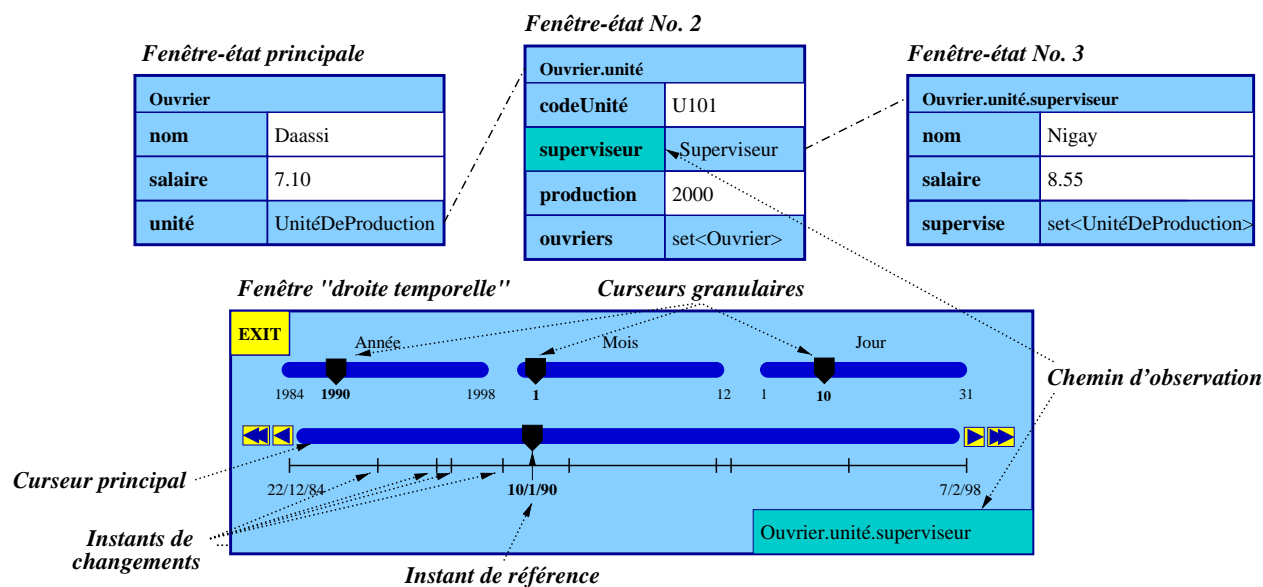 Fenêtre-état principale
Ouvrier
nom
Daassi
salaire
7.10
unité
UnitéDeProduction
Fenêtre-état No. 2
Ouvrier.unité
codeUnité
U101
superviseur
Superviseur
production
2000
ouvriers
set<Ouvrier>
Fenêtre-état No. 3
Ouvrier.unité.superviseur
nom
Nigay
salaire
8.55
supervise
set<UnitéDeProduction>
Fenêtre "droite temporelle"
Curseurs granulaires
EXIT
Année
Mois
Jour
1984
1990
1998
1
12
1
10
31
Chemin d'observation
Curseur principal
22/12/84
10/1/90
7/2/98
Instants de
changements
Ouvrier.unité.superviseur
Instant de référence